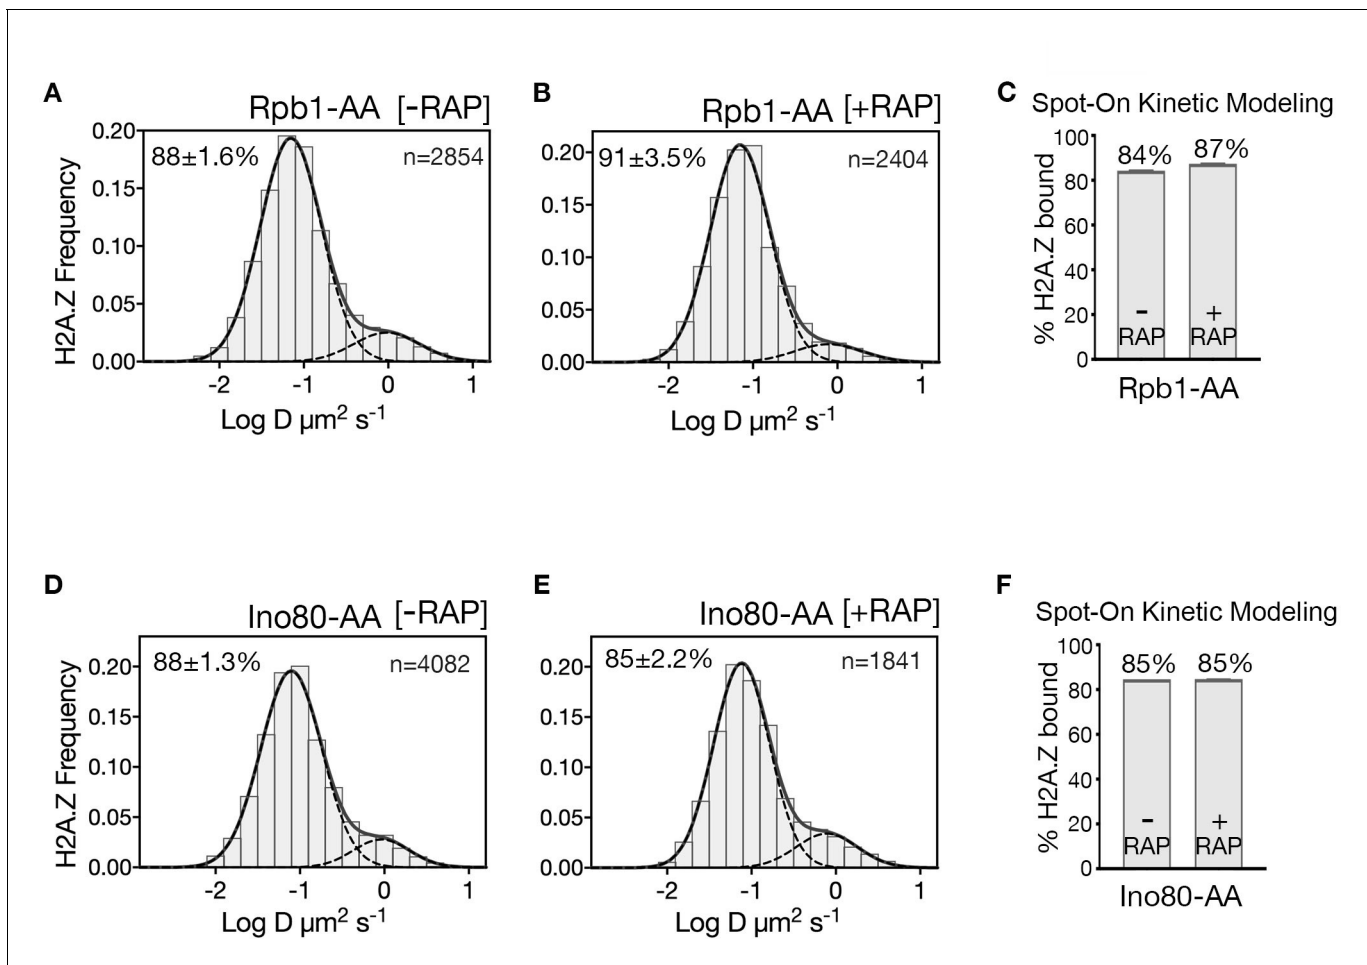 A
Rpb1-AA [-RAP]
88±1.6%
n=2854
H2A.Z Frequency
0.20
0.15
0.10
0.05
0.00
-2 -1 0 1
Log D µm² s⁻¹
B
Rpb1-AA [+RAP]
91±3.5%
n=2404
0.20
0.15
0.10
0.05
0.00
-2 -1 0 1
Log D µm² s⁻¹
C
Spot-On Kinetic Modeling
% H2A.Z bound
100
80
60
40
20
0
84% 87%
- +
RAP RAP
Rpb1-AA
D
Ino80-AA [-RAP]
88±1.3%
n=4082
H2A.Z Frequency
0.20
0.15
0.10
0.05
0.00
-2 -1 0 1
Log D µm² s⁻¹
E
Ino80-AA [+RAP]
85±2.2%
n=1841
0.20
0.15
0.10
0.05
0.00
-2 -1 0 1
Log D µm² s⁻¹
F
Spot-On Kinetic Modeling
% H2A.Z bound
100
80
60
40
20
0
85% 85%
- +
RAP RAP
Ino80-AA